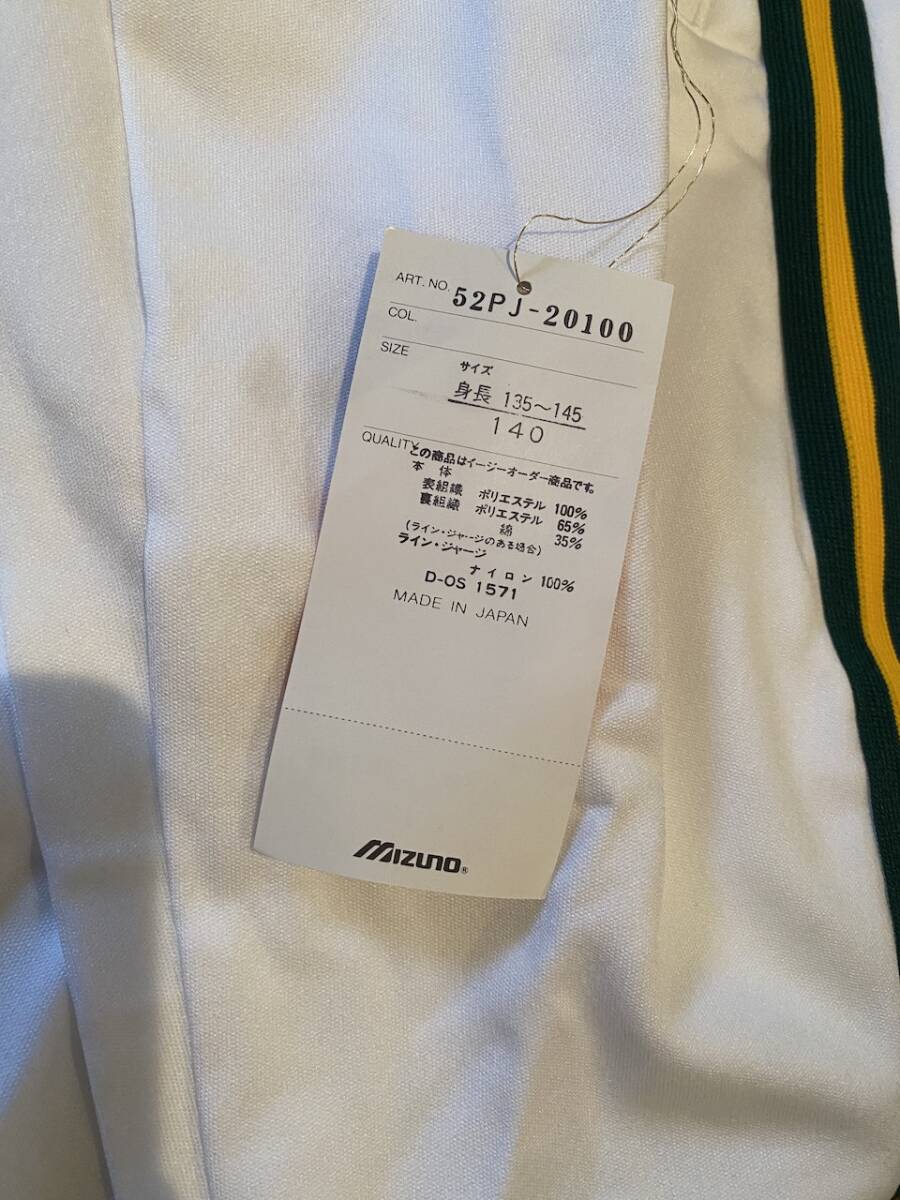 ART. NO. 52PJ-20100
COL.
SIZE
サイズ
身長 135〜145
140
QUALITY
この商品はイージーオーダー商品です。
本 体
表組織 ポリエステル 100%
裏組織 ポリエステル 65%
綿 35%
(ライン・ジャージのある場合)
ライン・ジャージ
ナイロン 100%
D-OS 1571
MADE IN JAPAN
MIZUNO®